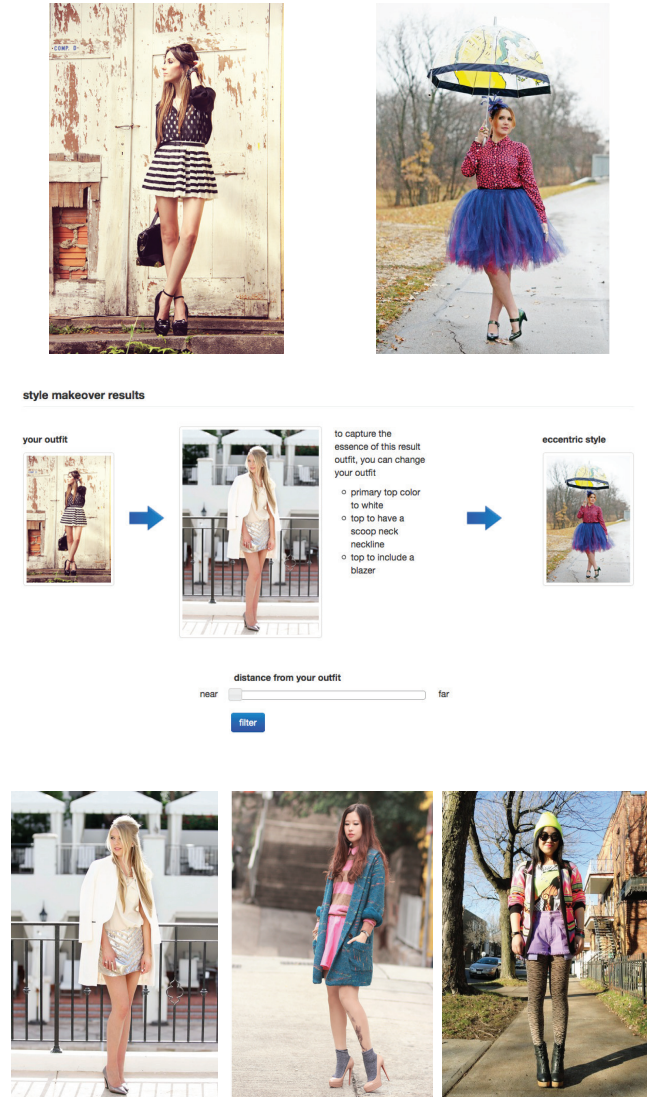 COMP. D
style makeover results
your outfit
to capture the
essence of this result
outfit, you can change
your outfit
primary top color
to white
top to have a
scoop neck
neckline
top to include a
blazer
eccentric style
distance from your outfit
near
far
filter